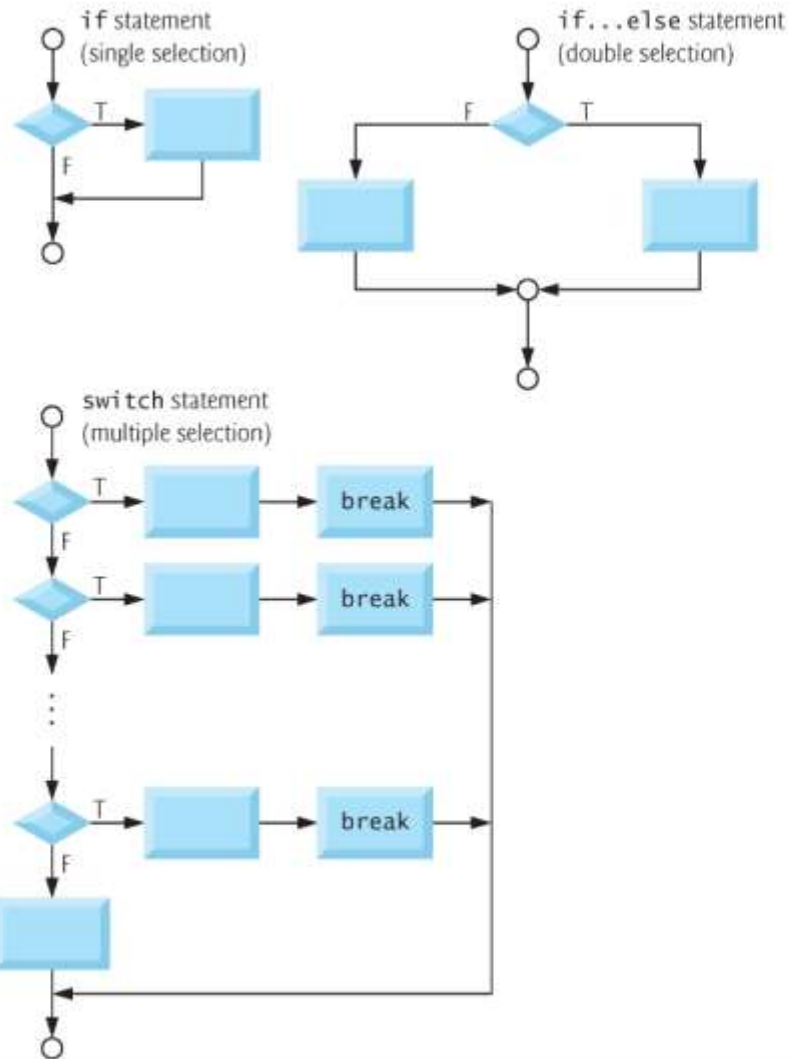 if statement
(single selection)
T
F
if...else statement
(double selection)
F
T
switch statement
(multiple selection)
T
break
F
T
break
F
T
break
F